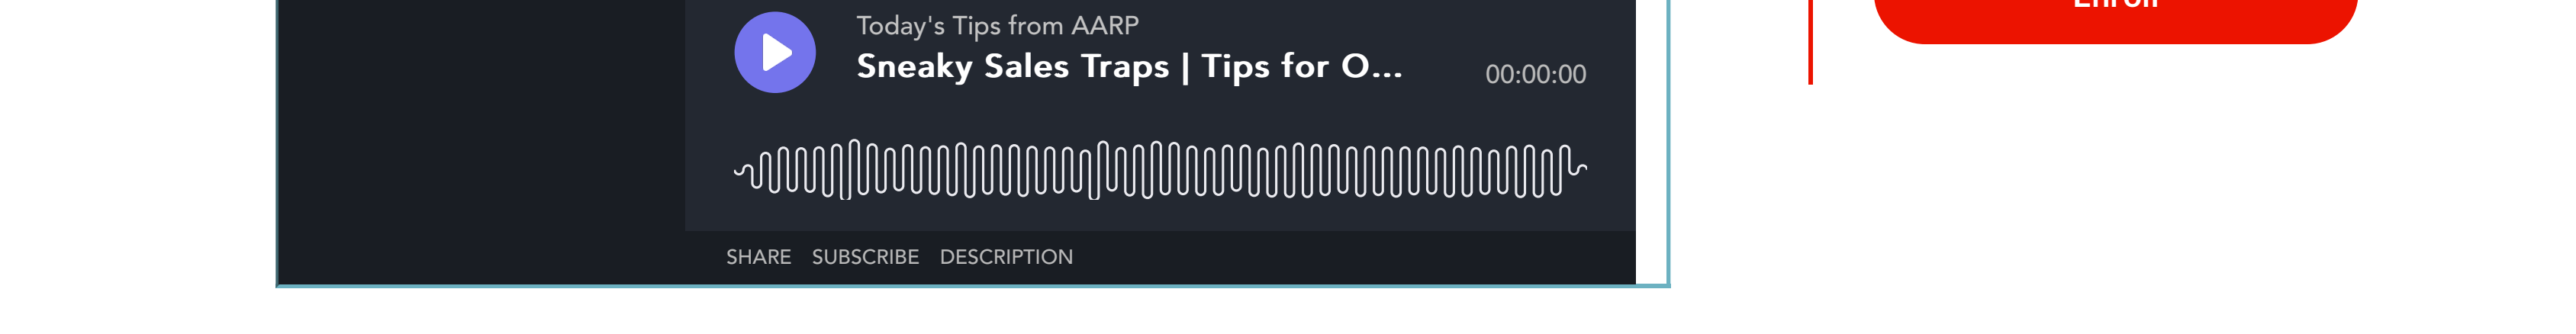 Today's Tips from AARP
Sneaky Sales Traps | Tips for O...
00:00:00
SHARE SUBSCRIBE DESCRIPTION